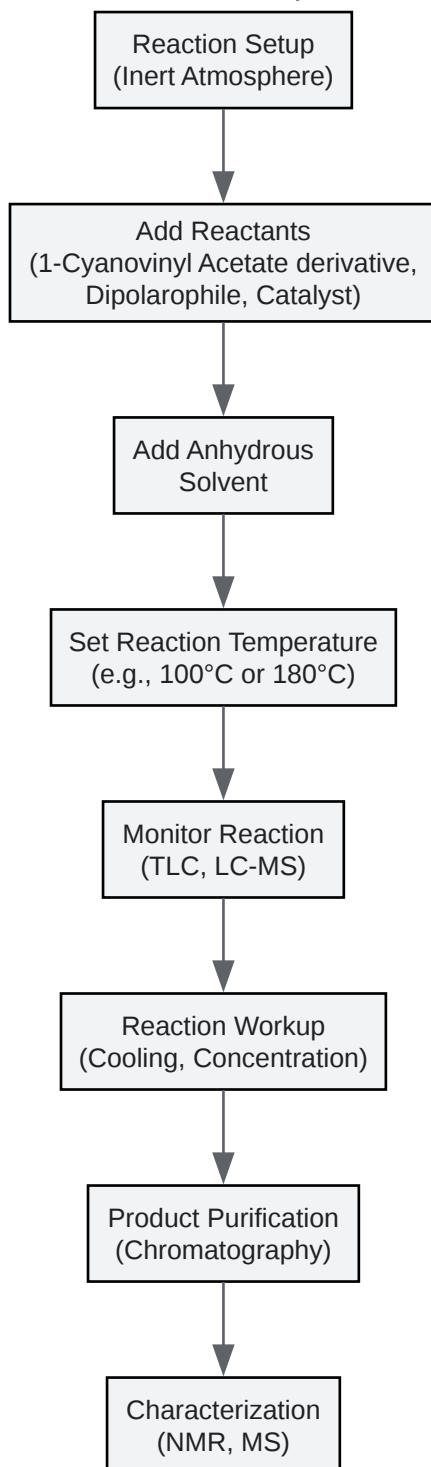 Reaction Setup
(Inert Atmosphere)
Add Reactants
(1-Cyanovinyl Acetate derivative,
Dipolarophile, Catalyst)
Add Anhydrous
Solvent
Set Reaction Temperature
(e.g., 100°C or 180°C)
Monitor Reaction
(TLC, LC-MS)
Reaction Workup
(Cooling, Concentration)
Product Purification
(Chromatography)
Characterization
(NMR, MS)